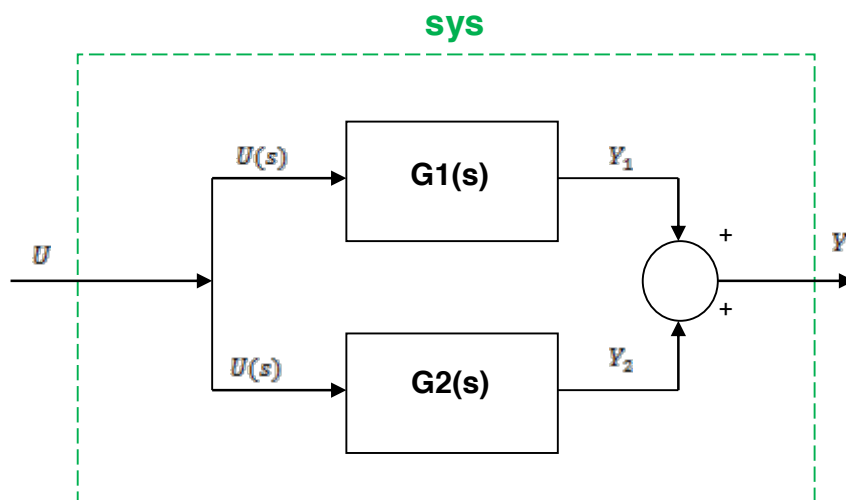 sys
U(s)
G1(s)
Y₁
+
U
Y
+
U(s)
G2(s)
Y₂